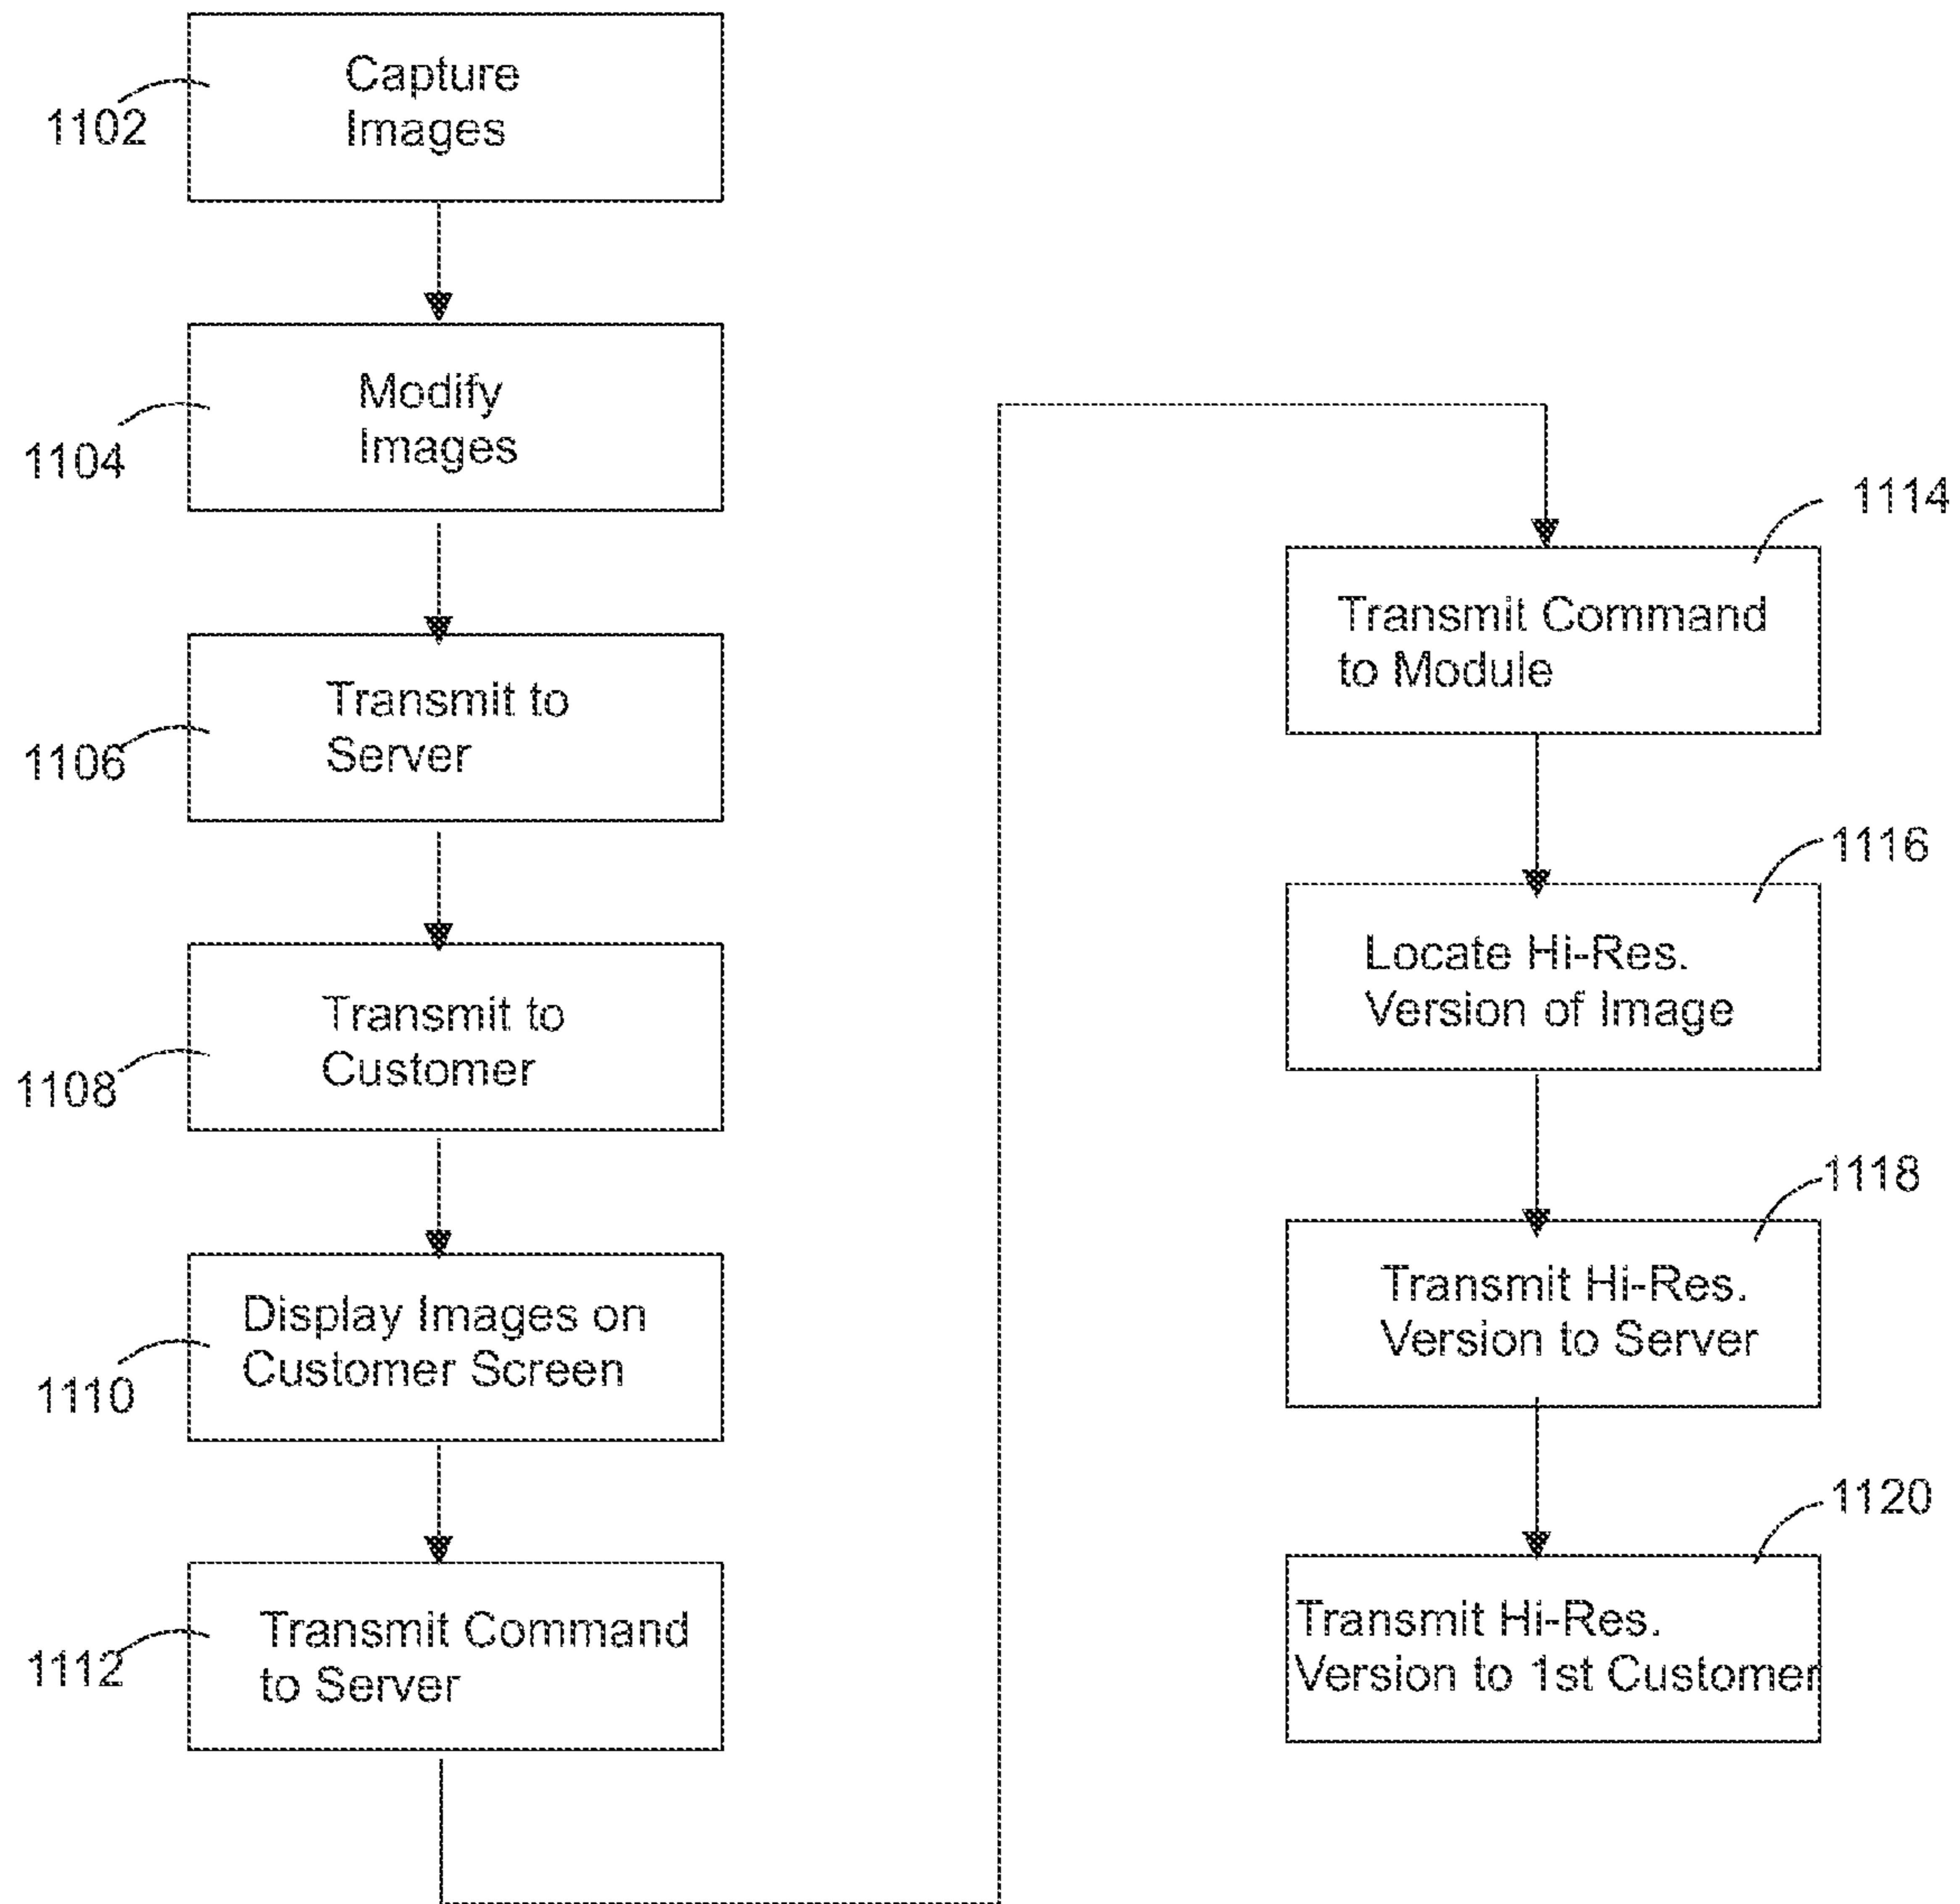 Capture
Images
1102
Modify
Images
1104
Transmit to
Server
1106
Transmit to
Customer
1108
Display Images on
Customer Screen
1110
Transmit Command
to Server
1112
1114
Transmit Command
to Module
1116
Locate Hi-Res.
Version of Image
1118
Transmit Hi-Res.
Version to Server
1120
Transmit Hi-Res.
Version to 1st Customer